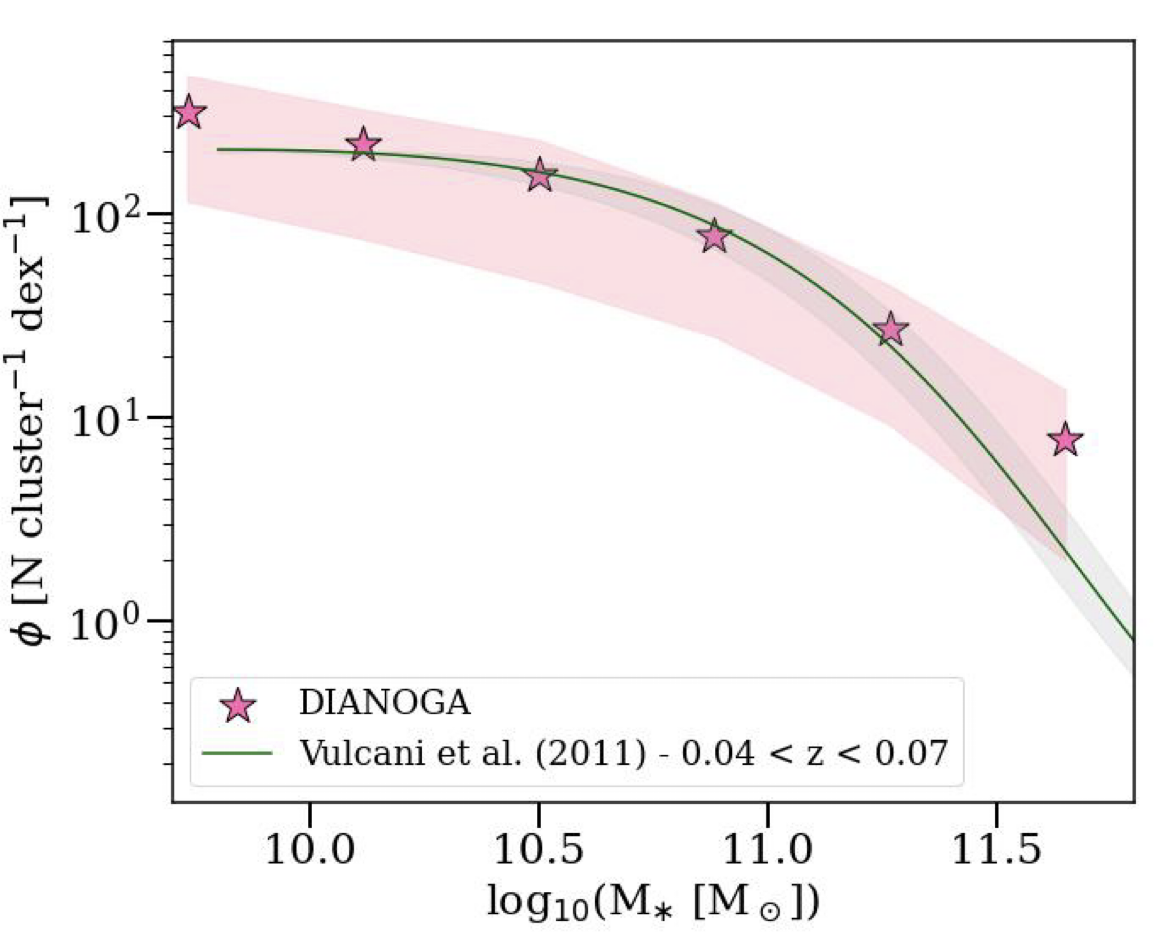 ϕ [N cluster⁻¹ dex⁻¹]
10²
10¹
10⁰
DIANOGA
Vulcani et al. (2011) - 0.04 < z < 0.07
10.0 10.5 11.0 11.5
log₁₀(M∗ [M⊙])